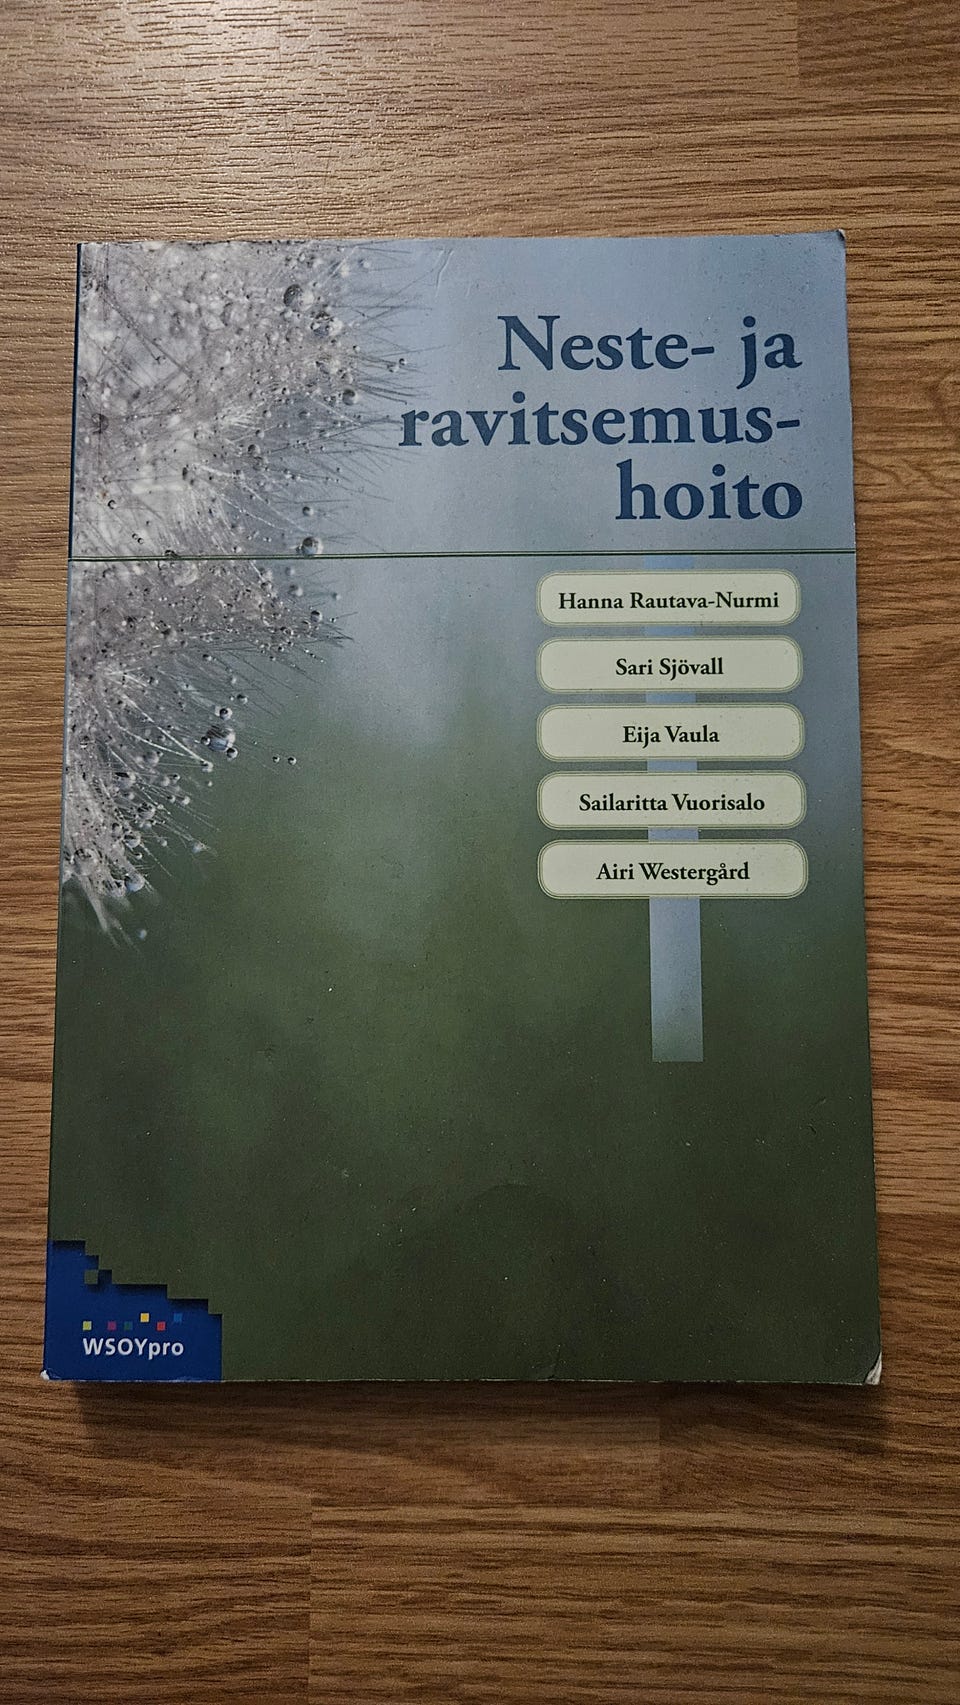 Neste- ja
ravitsemus-
hoito
Hanna Rautava-Nurmi
Sari Sjövall
Eija Vaula
Sailaritta Vuorisalo
Airi Westergård
WSOYpro